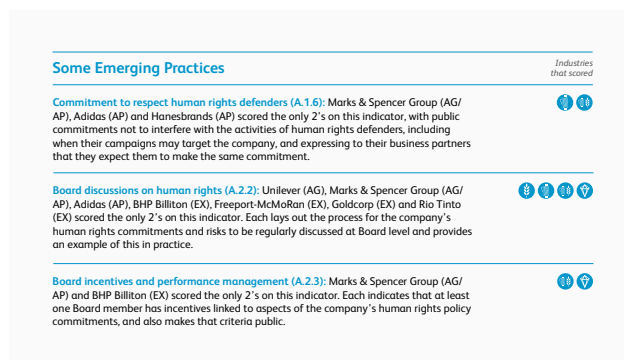 Some Emerging Practices
Industries
that scored
Commitment to respect human rights defenders (A.1.6): Marks & Spencer Group (AG/
AP), Adidas (AP) and Hanesbrands (AP) scored the only 2's on this indicator, with public
commitments not to interfere with the activities of human rights defenders, including
when their campaigns may target the company, and expressing to their business partners
that they expect them to make the same commitment.
Board discussions on human rights (A.2.2): Unilever (AG), Marks & Spencer Group (AG/
AP), Adidas (AP), BHP Billiton (EX), Freeport-McMoRan (EX), Goldcorp (EX) and Rio Tinto
(EX) scored the only 2's on this indicator. Each lays out the process for the company's
human rights commitments and risks to be regularly discussed at Board level and provides
an example of this in practice.
Board incentives and performance management (A.2.3): Marks & Spencer Group (AG/
AP) and BHP Billiton (EX) scored the only 2's on this indicator. Each indicates that at least
one Board member has incentives linked to aspects of the company's human rights policy
commitments, and also makes that criteria public.